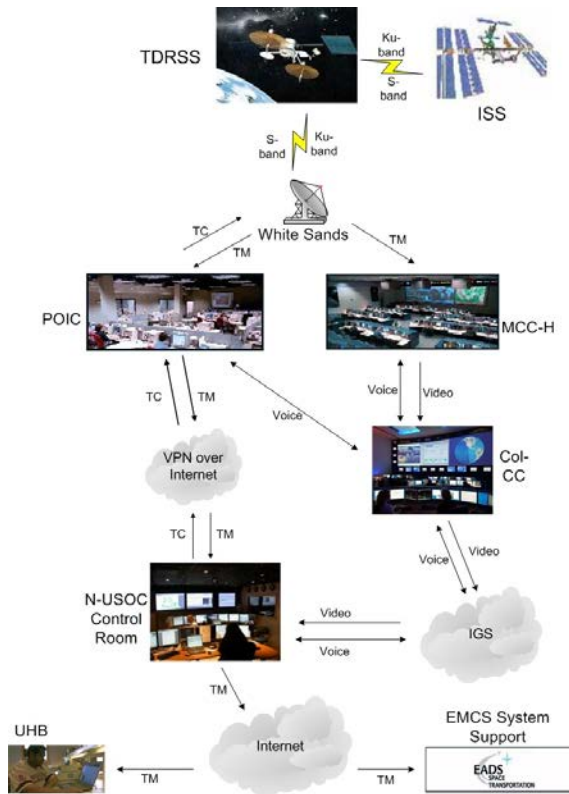 TDRSS
Ku-
band
S-
band
ISS
S-
band
Ku-
band
White Sands
TC
TM
TM
POIC
MCC-H
TC
TM
Voice
Voice
Video
VPN over
Internet
Col-
CC
TC
TM
Voice
Video
N-USOC
Control
Room
Video
Voice
IGS
TM
UHB
Internet
EMCS System
Support
TM
TM
EADS
SPACE
TRANSPORTATION